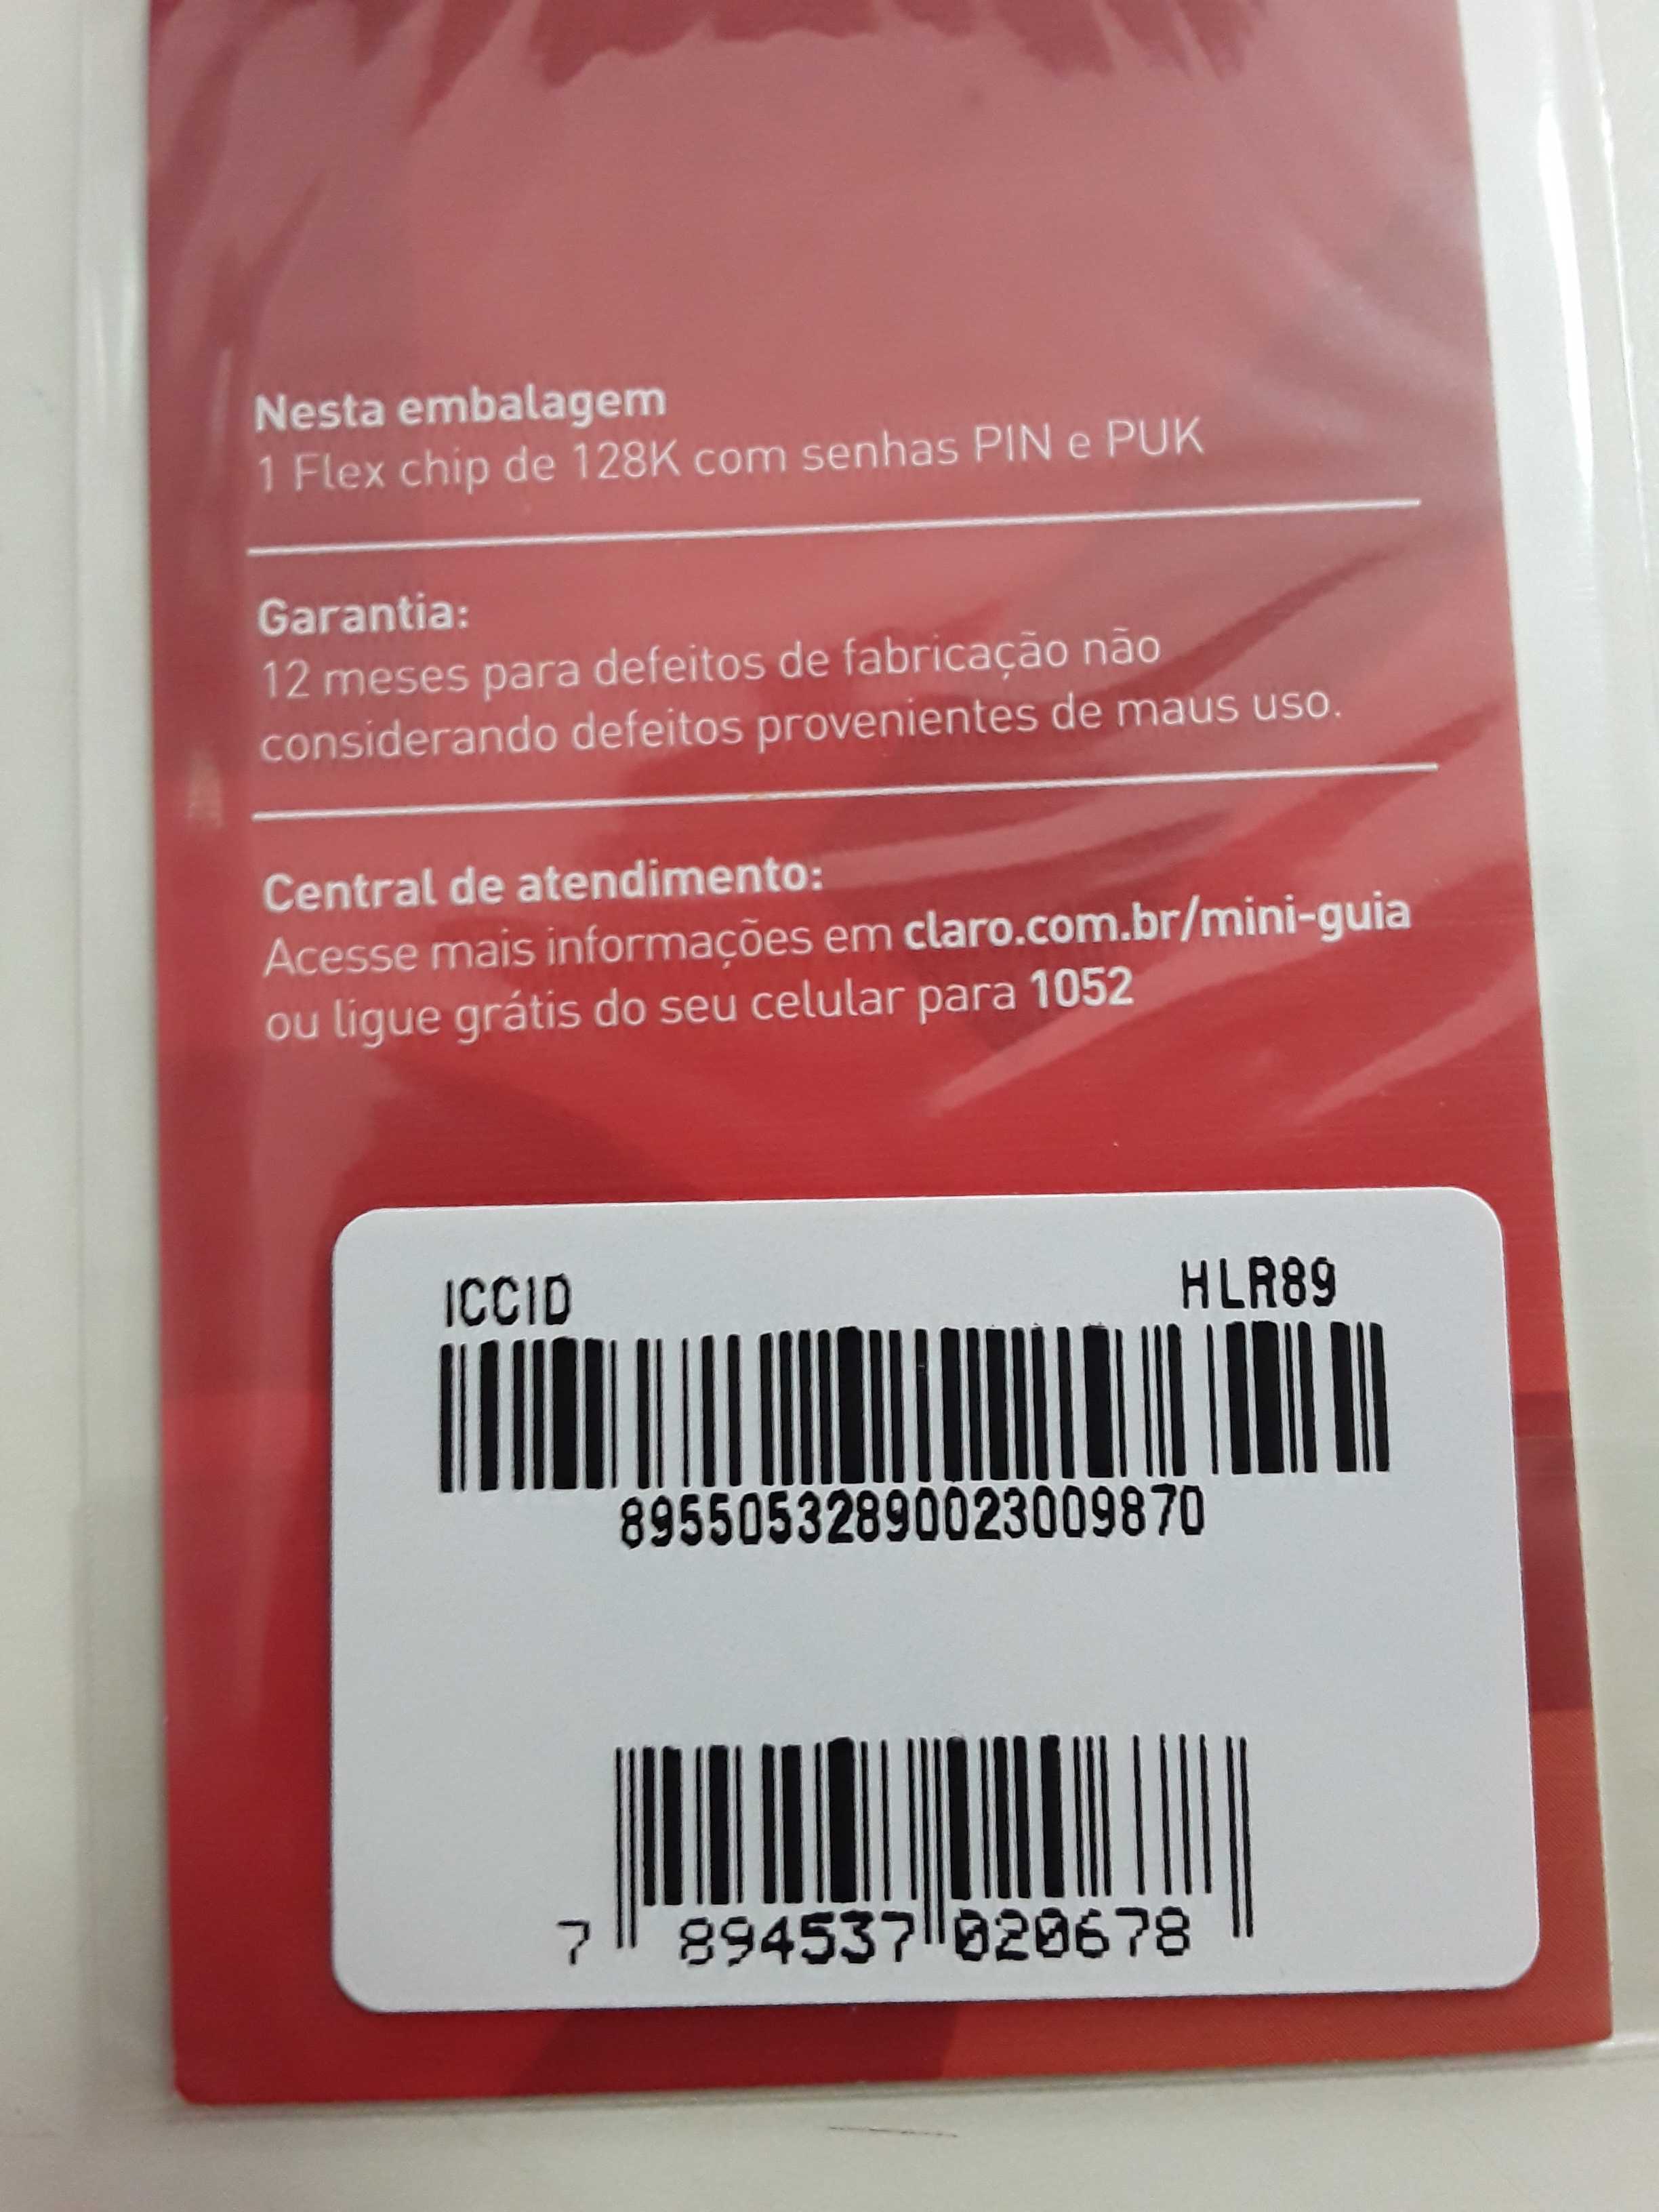 Nesta embalagem
1 Flex chip de 128K com senhas PIN e PUK
Garantia:
12 meses para defeitos de fabricação não
considerando defeitos provenientes de maus uso.
Central de atendimento:
Acesse mais informações em claro.com.br/mini-guia
ou ligue grátis do seu celular para 1052
ICCID HLR89
89550532890023009870
7 894537 020678